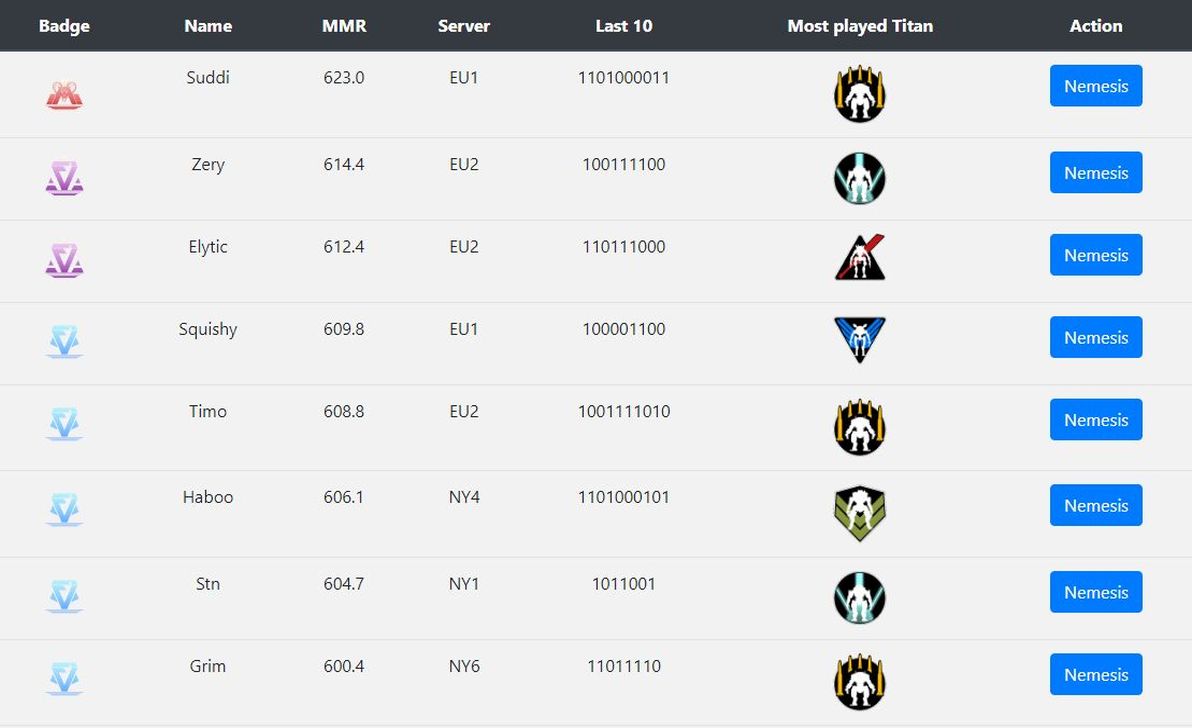 Badge Name MMR Server Last 10 Most played Titan Action
Suddi 623.0 EU1 1101000011 Nemesis
Zery 614.4 EU2 100111100 Nemesis
Elytic 612.4 EU2 110111000 Nemesis
Squishy 609.8 EU1 100001100 Nemesis
Timo 608.8 EU2 1001111010 Nemesis
Haboo 606.1 NY4 1101000101 Nemesis
Stn 604.7 NY1 1011001 Nemesis
Grim 600.4 NY6 11011110 Nemesis